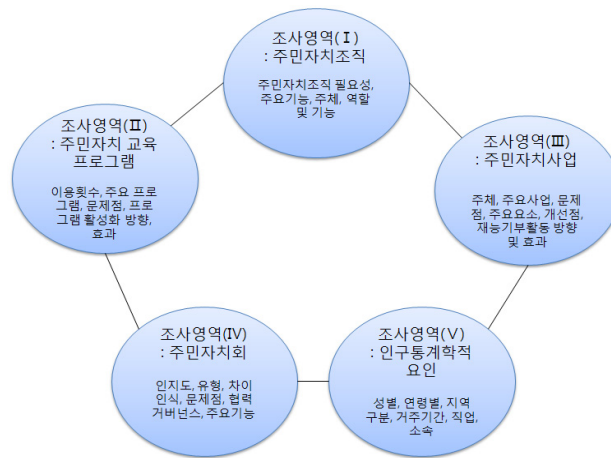 조사영역(Ⅰ)
: 주민자치조직
주민자치조직 필요성,
주요기능, 주체, 역할
및 기능
조사영역(Ⅱ)
: 주민자치 교육
프로그램
이용횟수, 주요 프로
그램, 문제점, 프로
그램 활성화 방향,
효과
조사영역(Ⅲ)
: 주민자치사업
주체, 주요사업, 문제
점, 주요요소, 개선점,
재능기부활동 방향
및 효과
조사영역(Ⅳ)
: 주민자치회
인지도, 유형, 차이
인식, 문제점, 협력
거버넌스, 주요기능
조사영역(Ⅴ)
: 인구통계학적
요인
성별, 연령별, 지역
구분, 거주기간, 직업,
소속